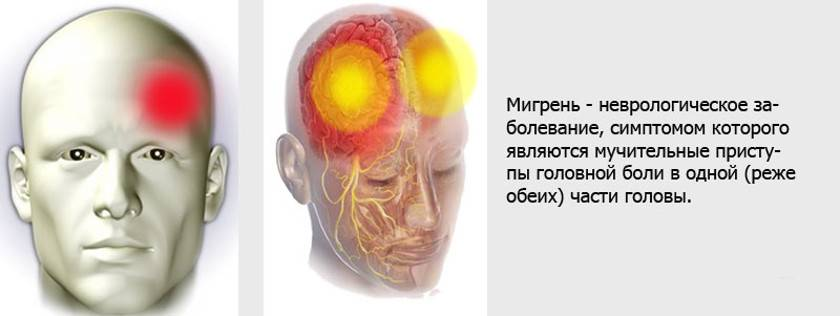 Мигрень - неврологическое за-
болевание, симптомом которого
являются мучительные присту-
пы головной боли в одной (реже
обеих) части головы.